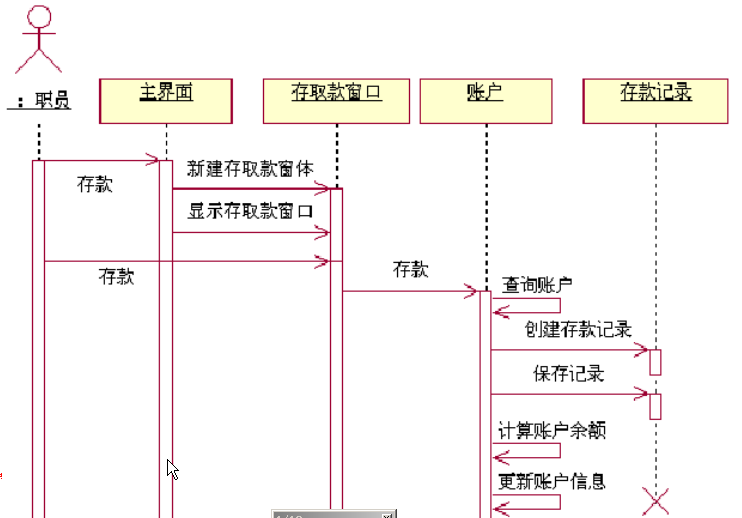 ：职员
主界面
存取款窗口
账户
存款记录
存款
新建存取款窗体
显示存取款窗口
存款
存款
查询账户
创建存款记录
保存记录
计算账户余额
更新账户信息